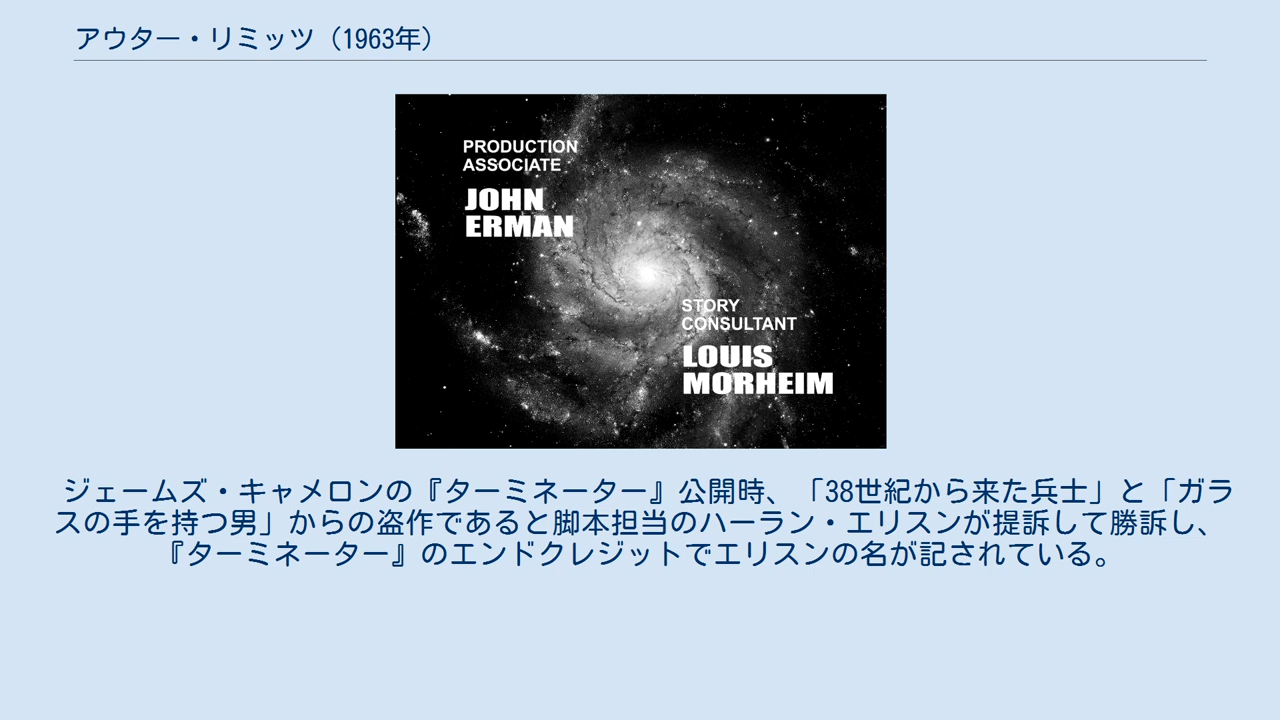 アウター・リミッツ（1963年）
PRODUCTION
ASSOCIATE
JOHN
ERMAN
STORY
CONSULTANT
LOUIS
MORHEIM
ジェームズ・キャメロンの『ターミネーター』公開時、「38世紀から来た兵士」と「ガラ
スの手を持つ男」からの盗作であると脚本担当のハーラン・エリスンが提訴して勝訴し、
『ターミネーター』のエンドクレジットでエリスンの名が記されている。